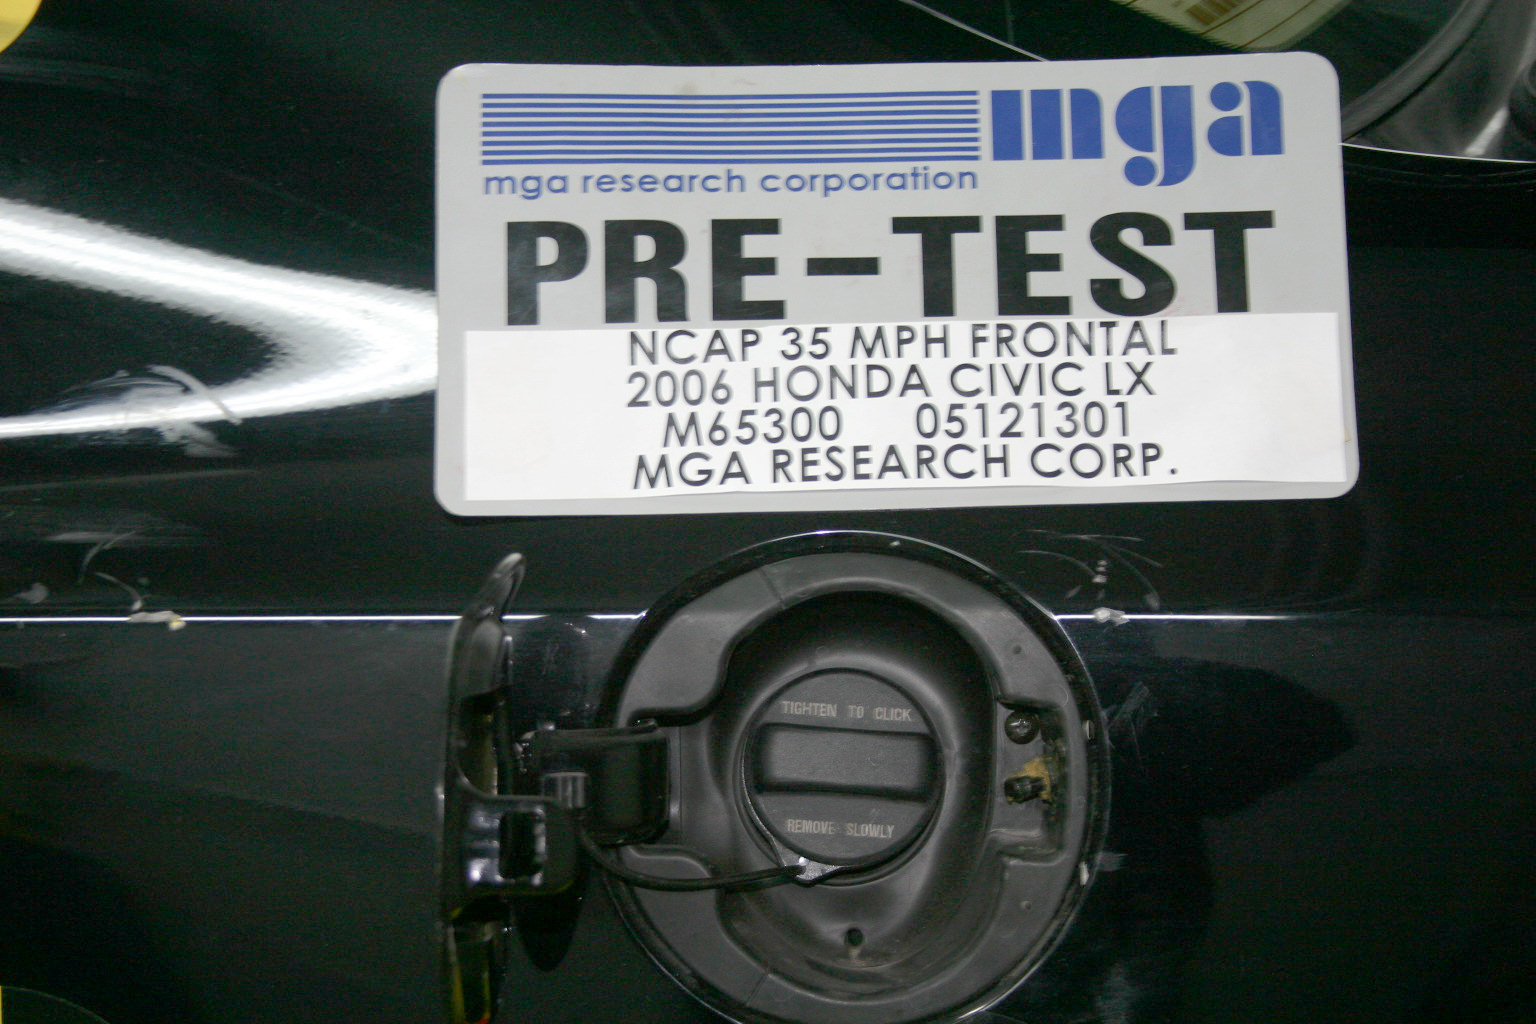 mga
mga research corporation
PRE-TEST
NCAP 35 MPH FRONTAL
2006 HONDA CIVIC LX
M65300 05121301
MGA RESEARCH CORP.
TIGHTEN TO CLICK
REMOVE SLOWLY